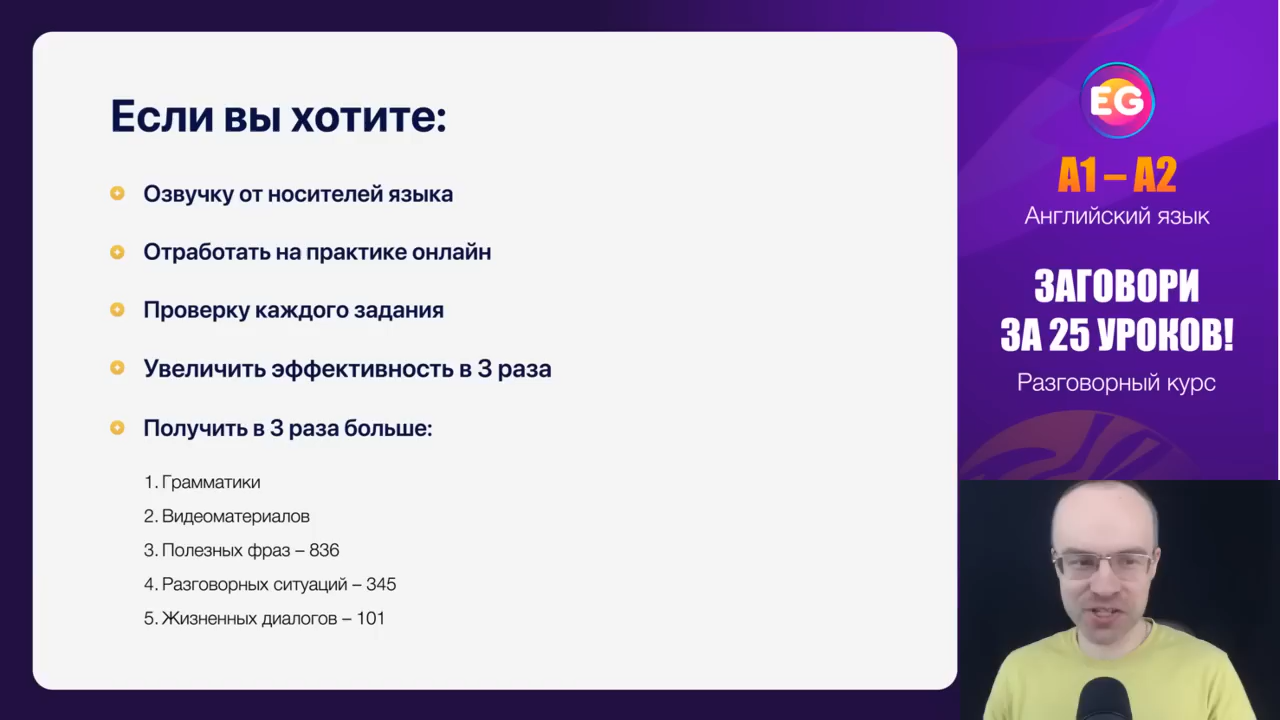 Если вы хотите:
Озвучку от носителей языка
Отработать на практике онлайн
Проверку каждого задания
Увеличить эффективность в 3 раза
Получить в 3 раза больше:
1. Грамматики
2. Видеоматериалов
3. Полезных фраз – 836
4. Разговорных ситуаций – 345
5. Жизненных диалогов – 101
EG
A1 – A2
Английский язык
ЗАГОВОРИ
ЗА 25 УРОКОВ!
Разговорный курс